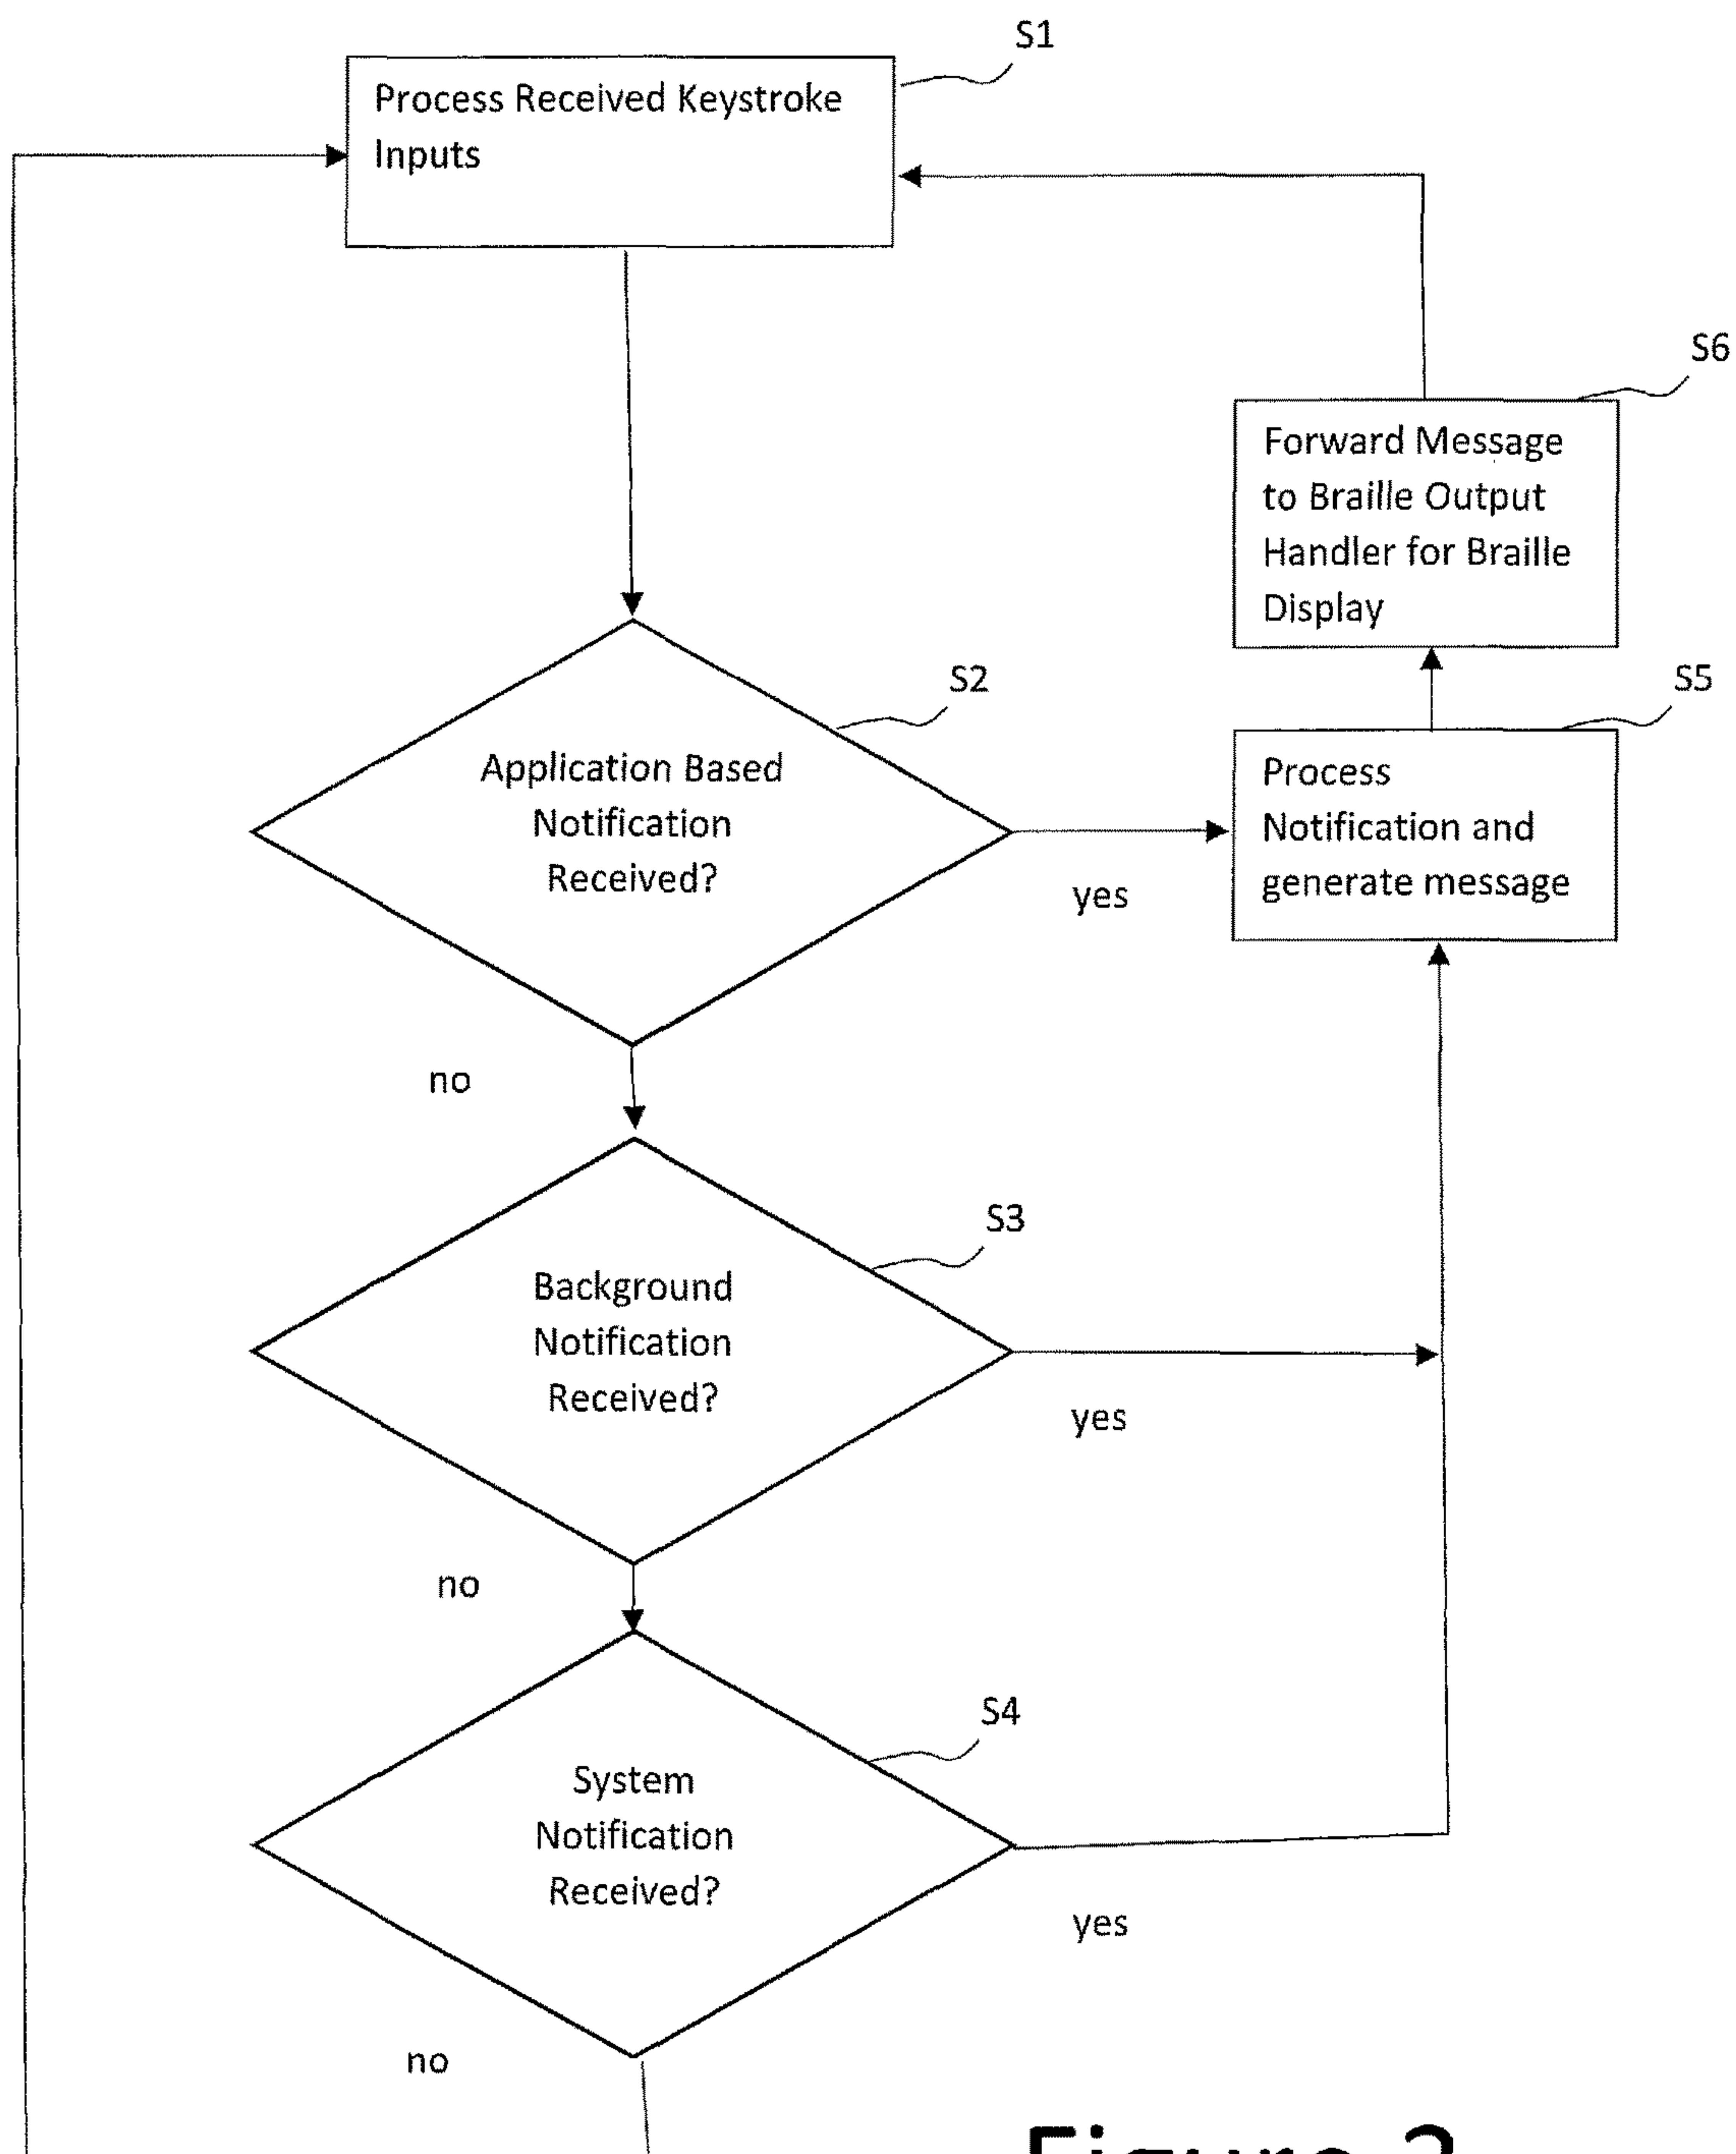 S1
Process Received Keystroke
Inputs
S6
Forward Message
to Braille Output
Handler for Braille
Display
S2
Application Based
Notification
Received?
yes
S5
Process
Notification and
generate message
no
S3
Background
Notification
Received?
yes
no
S4
System
Notification
Received?
yes
no